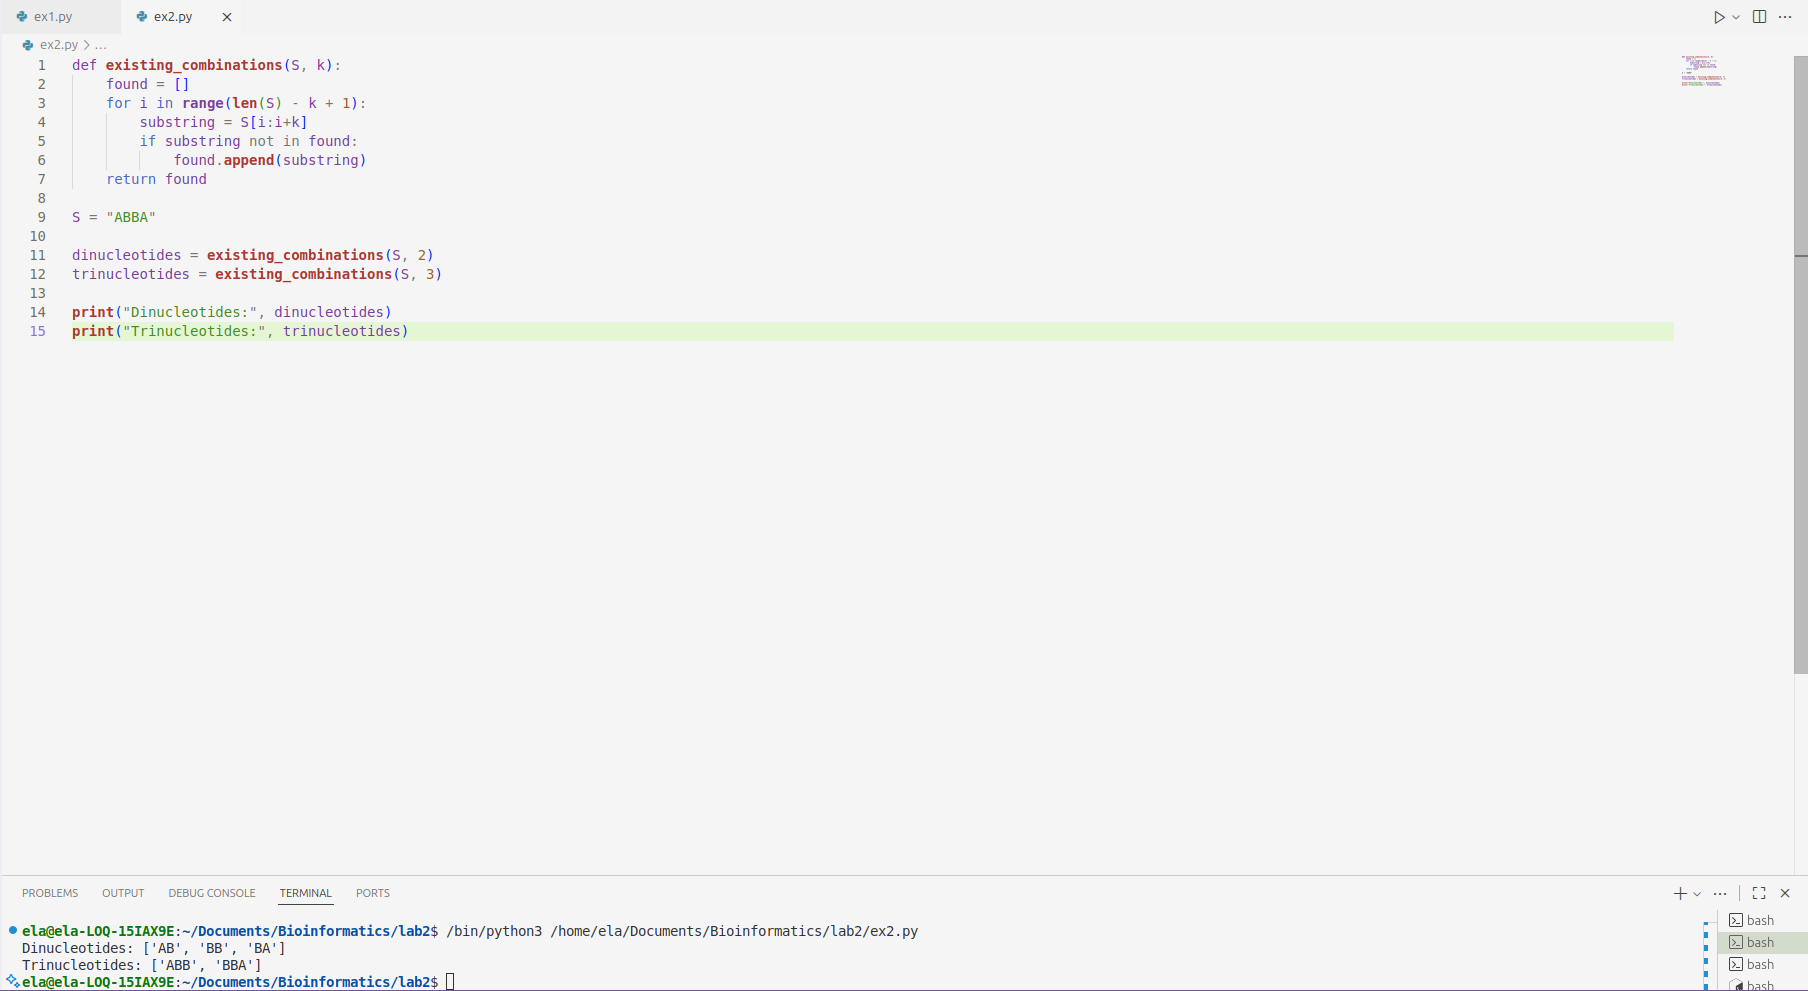 ex1.py
ex2.py
ex2.py > ...
1 def existing_combinations(S, k):
2     found = []
3     for i in range(len(S) - k + 1):
4         substring = S[i:i+k]
5         if substring not in found:
6             found.append(substring)
7     return found
8
9 S = "ABBA"
10
11 dinucleotides = existing_combinations(S, 2)
12 trinucleotides = existing_combinations(S, 3)
13
14 print("Dinucleotides:", dinucleotides)
15 print("Trinucleotides:", trinucleotides)
PROBLEMS OUTPUT DEBUG CONSOLE TERMINAL PORTS
ela@ela-LOQ-15IAX9E:~/Documents/Bioinformatics/lab2$ /bin/python3 /home/ela/Documents/Bioinformatics/lab2/ex2.py
Dinucleotides: ['AB', 'BB', 'BA']
Trinucleotides: ['ABB', 'BBA']
ela@ela-LOQ-15IAX9E:~/Documents/Bioinformatics/lab2$
bash
bash
bash
bash